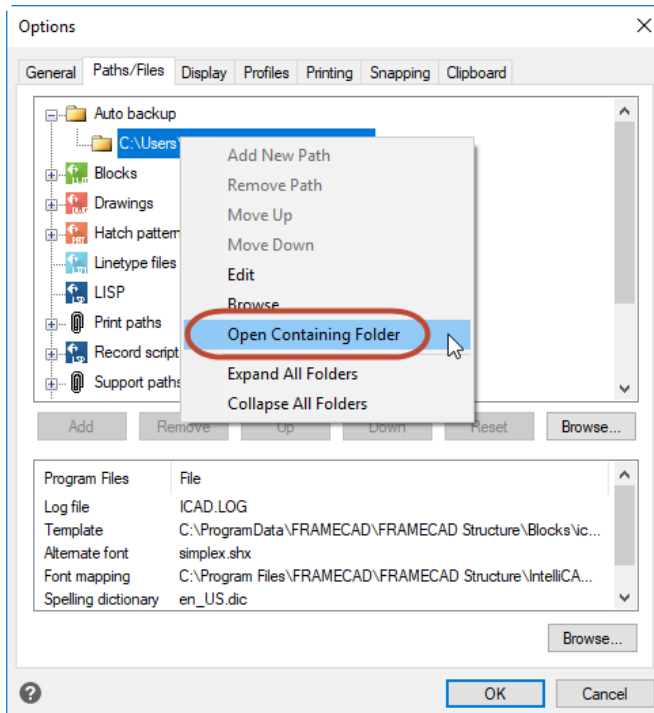 Options
General Paths/Files Display Profiles Printing Snapping Clipboard
Auto backup
C:\Users\
Blocks
Drawings
Hatch pattern
Linetype files
LISP
Print paths
Record script
Support paths
Add New Path
Remove Path
Move Up
Move Down
Edit
Browse
Open Containing Folder
Expand All Folders
Collapse All Folders
Add Remove Up Down Reset Browse...
Program Files File
Log file ICAD.LOG
Template C:\ProgramData\FRAMECAD\FRAMECAD Structure\Blocks\ic...
Alternate font simplex.shx
Font mapping C:\Program Files\FRAMECAD\FRAMECAD Structure\IntelliCA...
Spelling dictionary en_US.dic
Browse...
OK Cancel